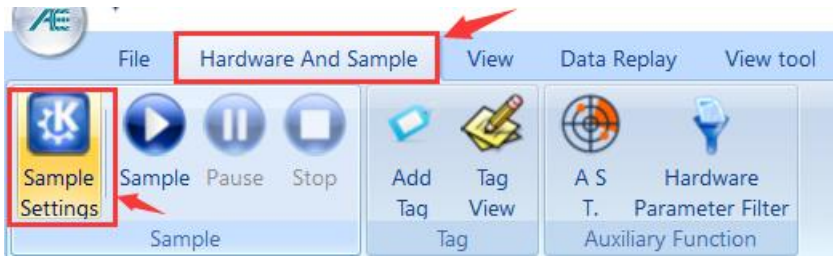 Æ
File Hardware And Sample View Data Replay View tool
Sample Sample Pause Stop Add Tag A S Hardware
Settings Tag View T. Parameter Filter
Sample Tag Auxiliary Function